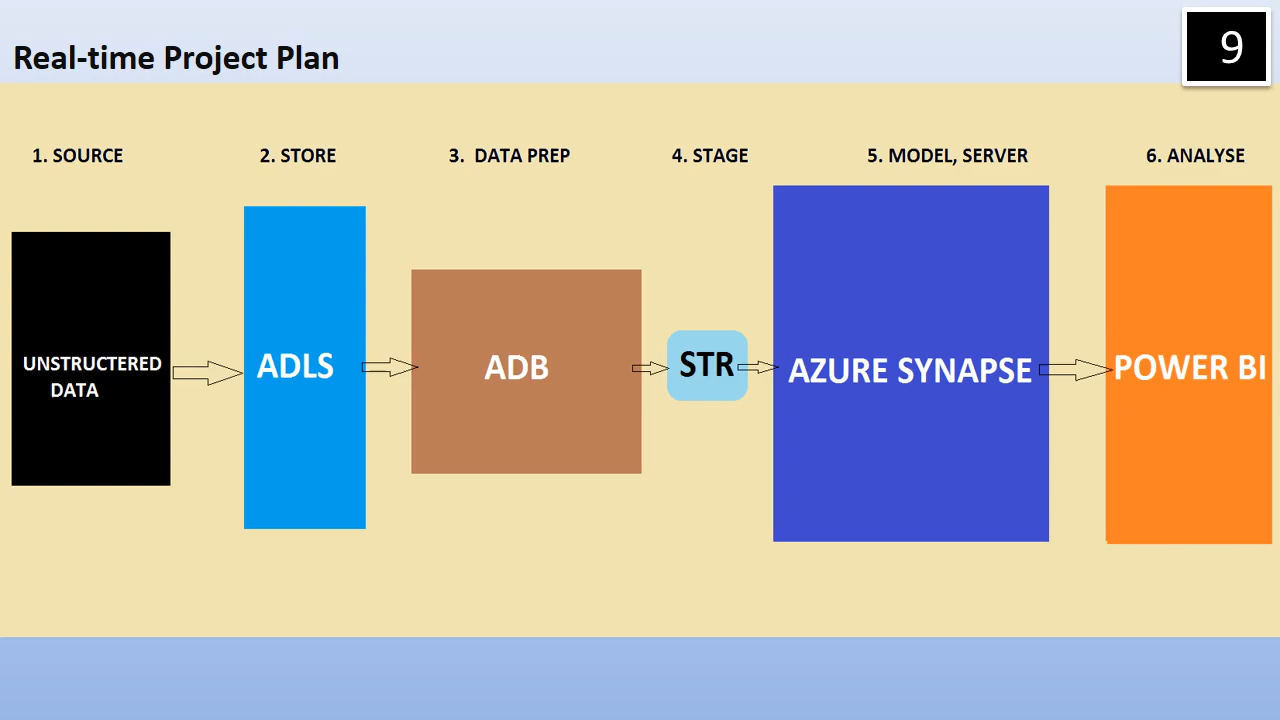 Real-time Project Plan
9
1. SOURCE
2. STORE
3. DATA PREP
4. STAGE
5. MODEL, SERVER
6. ANALYSE
UNSTRUCTERED
DATA
ADLS
ADB
STR
AZURE SYNAPSE
POWER BI